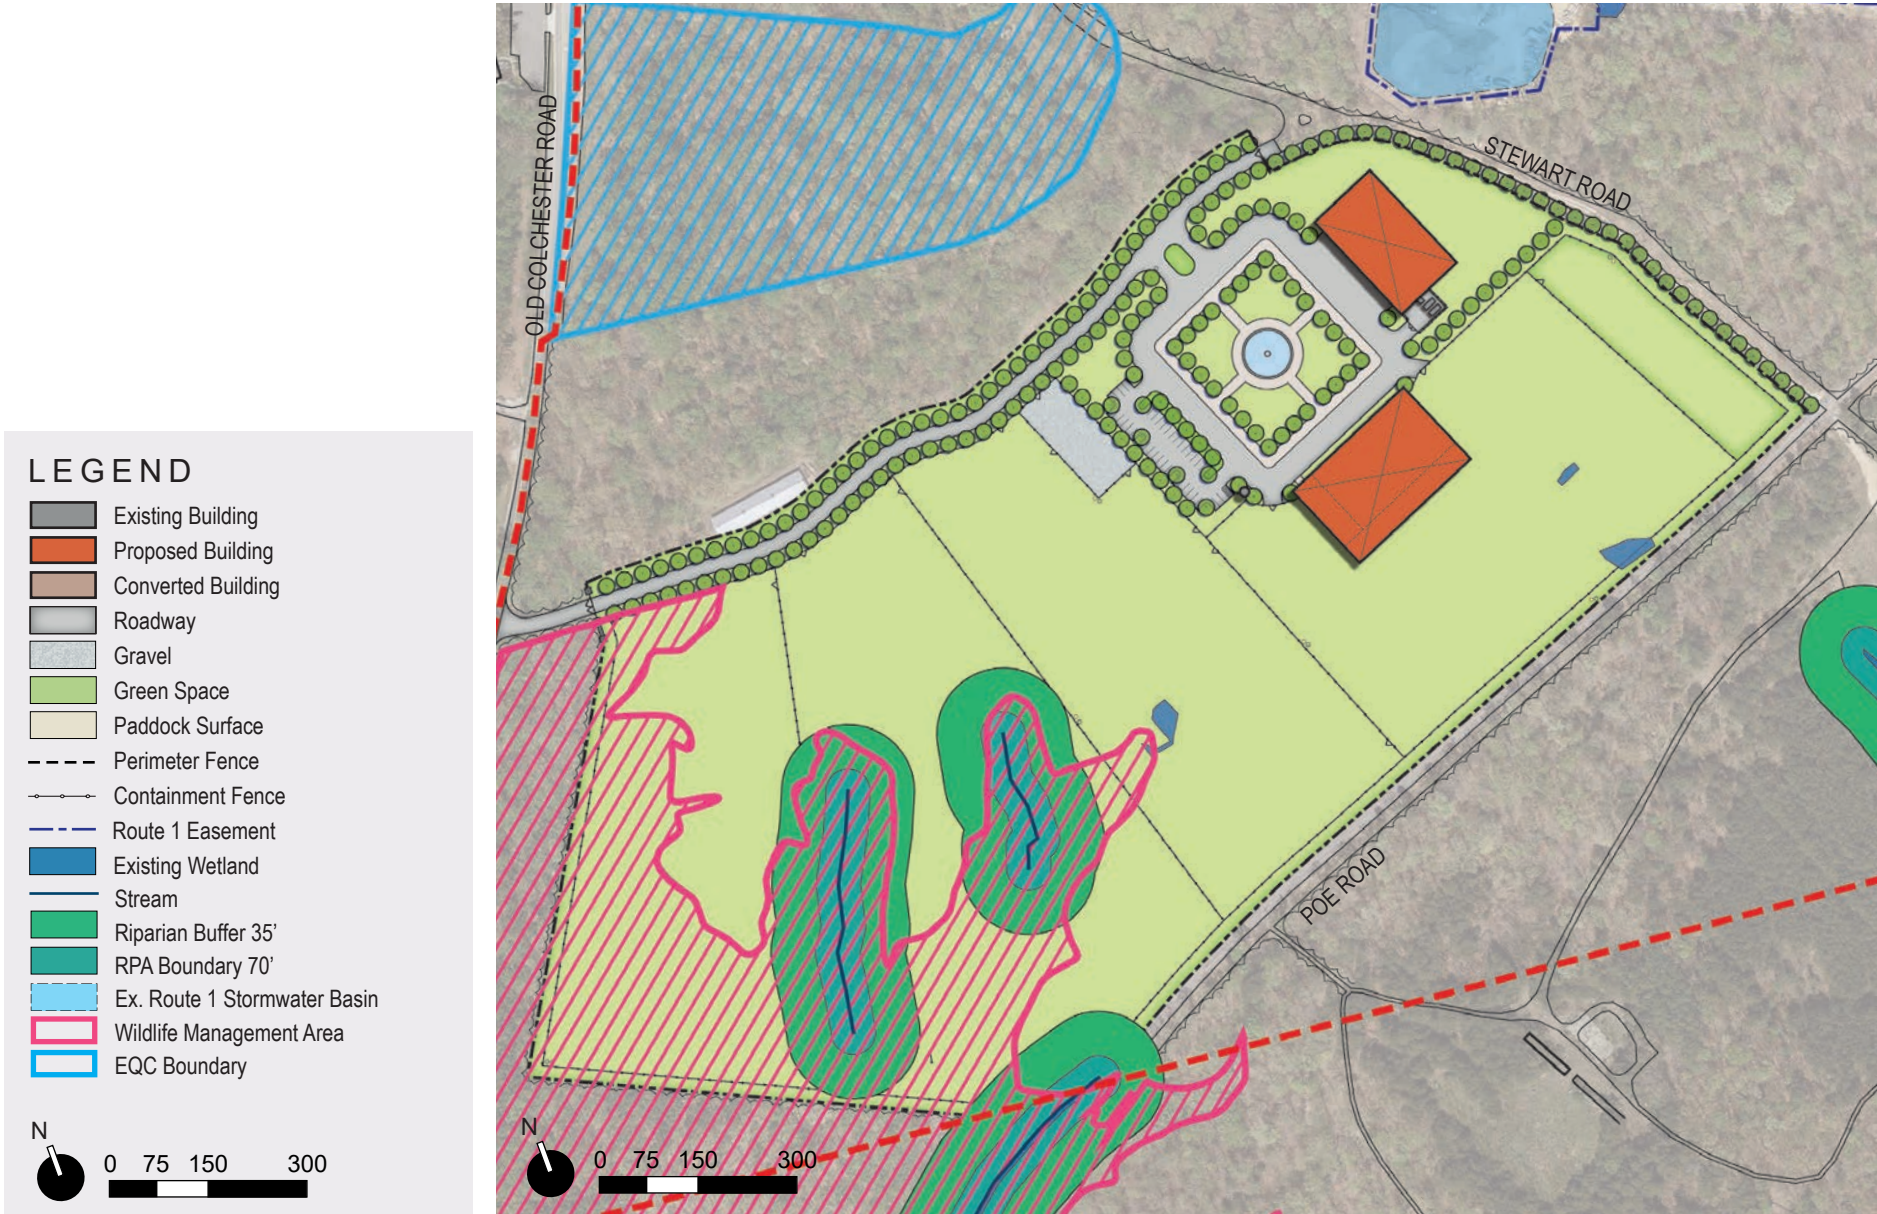 LEGEND
Existing Building
Proposed Building
Converted Building
Roadway
Gravel
Green Space
Paddock Surface
Perimeter Fence
Containment Fence
Route 1 Easement
Existing Wetland
Stream
Riparian Buffer 35'
RPA Boundary 70'
Ex. Route 1 Stormwater Basin
Wildlife Management Area
EQC Boundary
N
0 75 150 300
OLD COLCHESTER ROAD
STEWART ROAD
POE ROAD
N
0 75 150 300